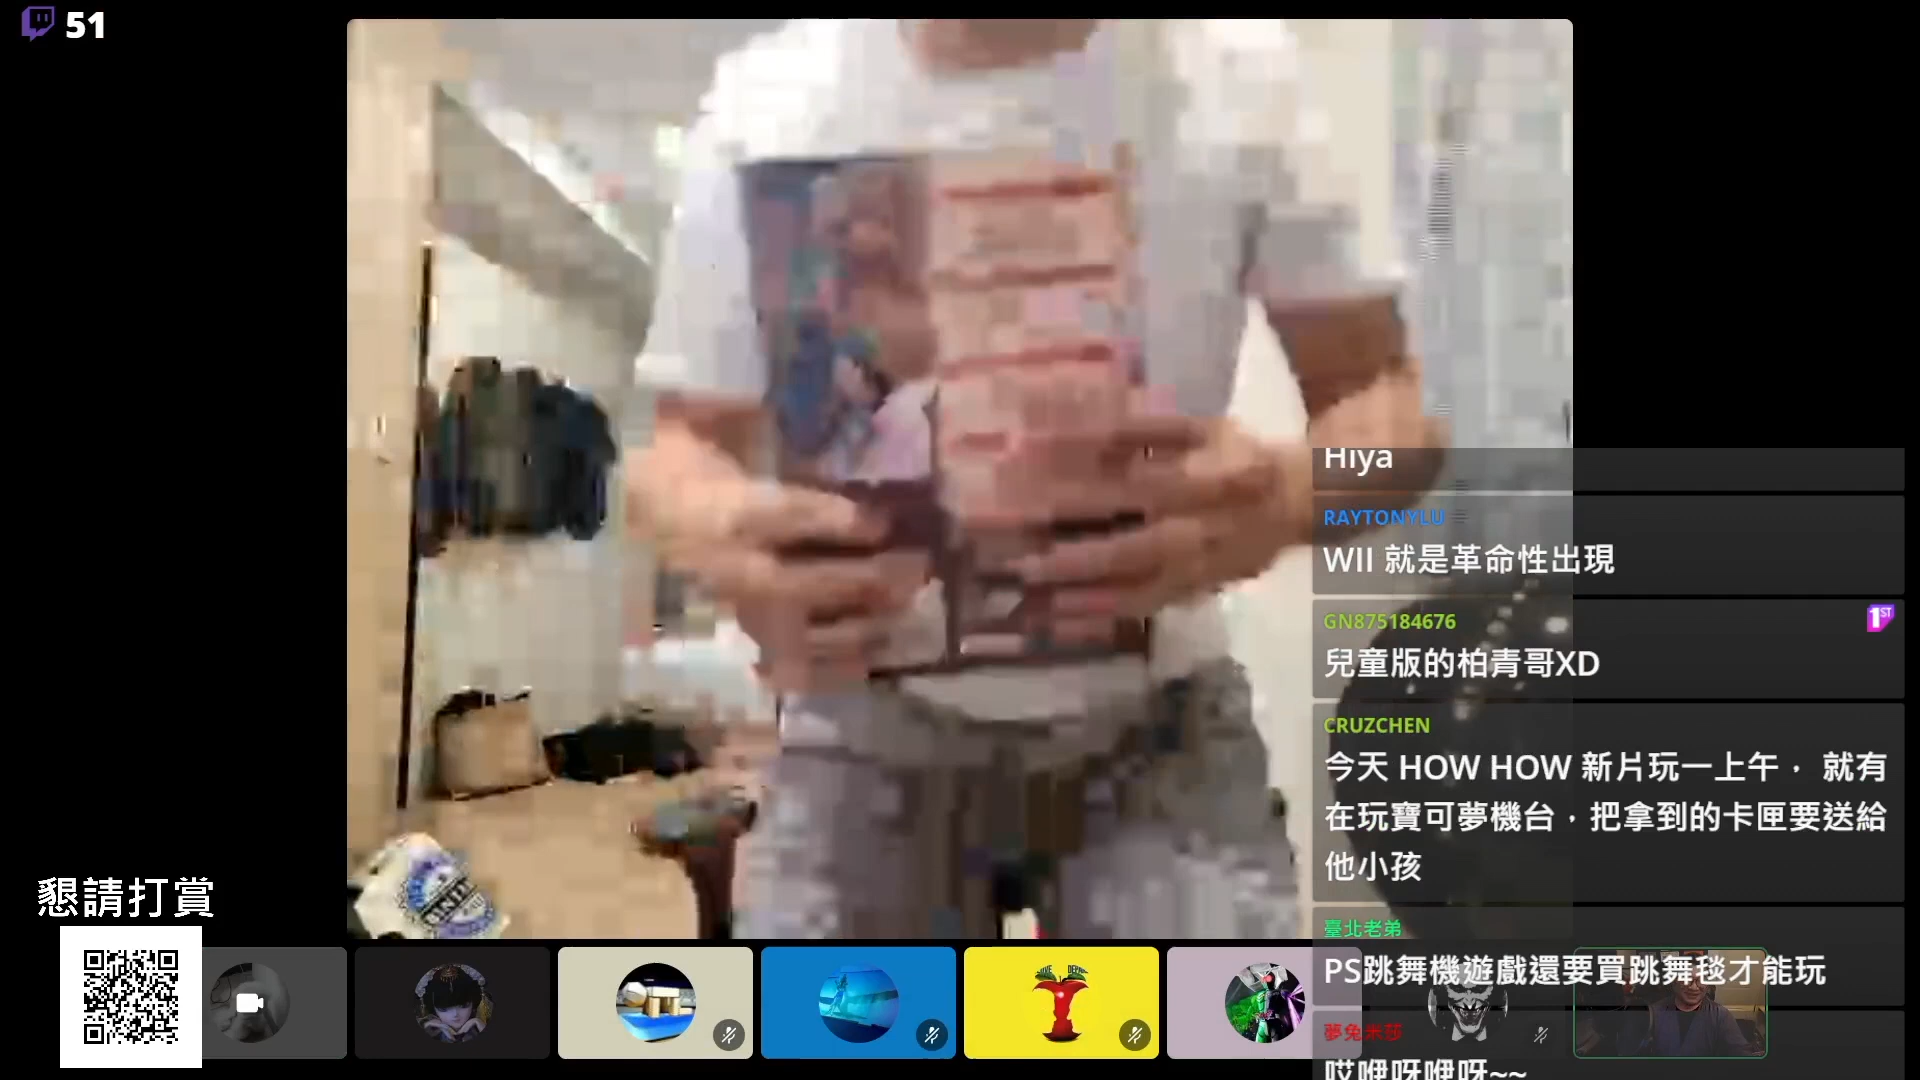 51
Hiya
RAYTONYLU
WII 就是革命性出現
GN875184676
1ST
兒童版的柏青哥XD
CRUZCHEN
今天 HOW HOW 新片玩一上午， 就有
在玩寶可夢機台，把拿到的卡匣要送給
他小孩
臺北老弟
PS跳舞機遊戲還要買跳舞毯才能玩
夢兔米莎
哎咿呀咿呀~~
懇請打賞